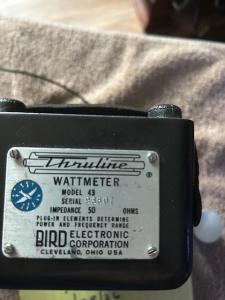 Thruline
®
WATTMETER
MODEL 43
SERIAL
IMPEDANCE 50 OHMS
PLUG-IN ELEMENTS DETERMINE
POWER AND FREQUENCY RANGE
BIRD ELECTRONIC
CORPORATION
CLEVELAND, OHIO USA